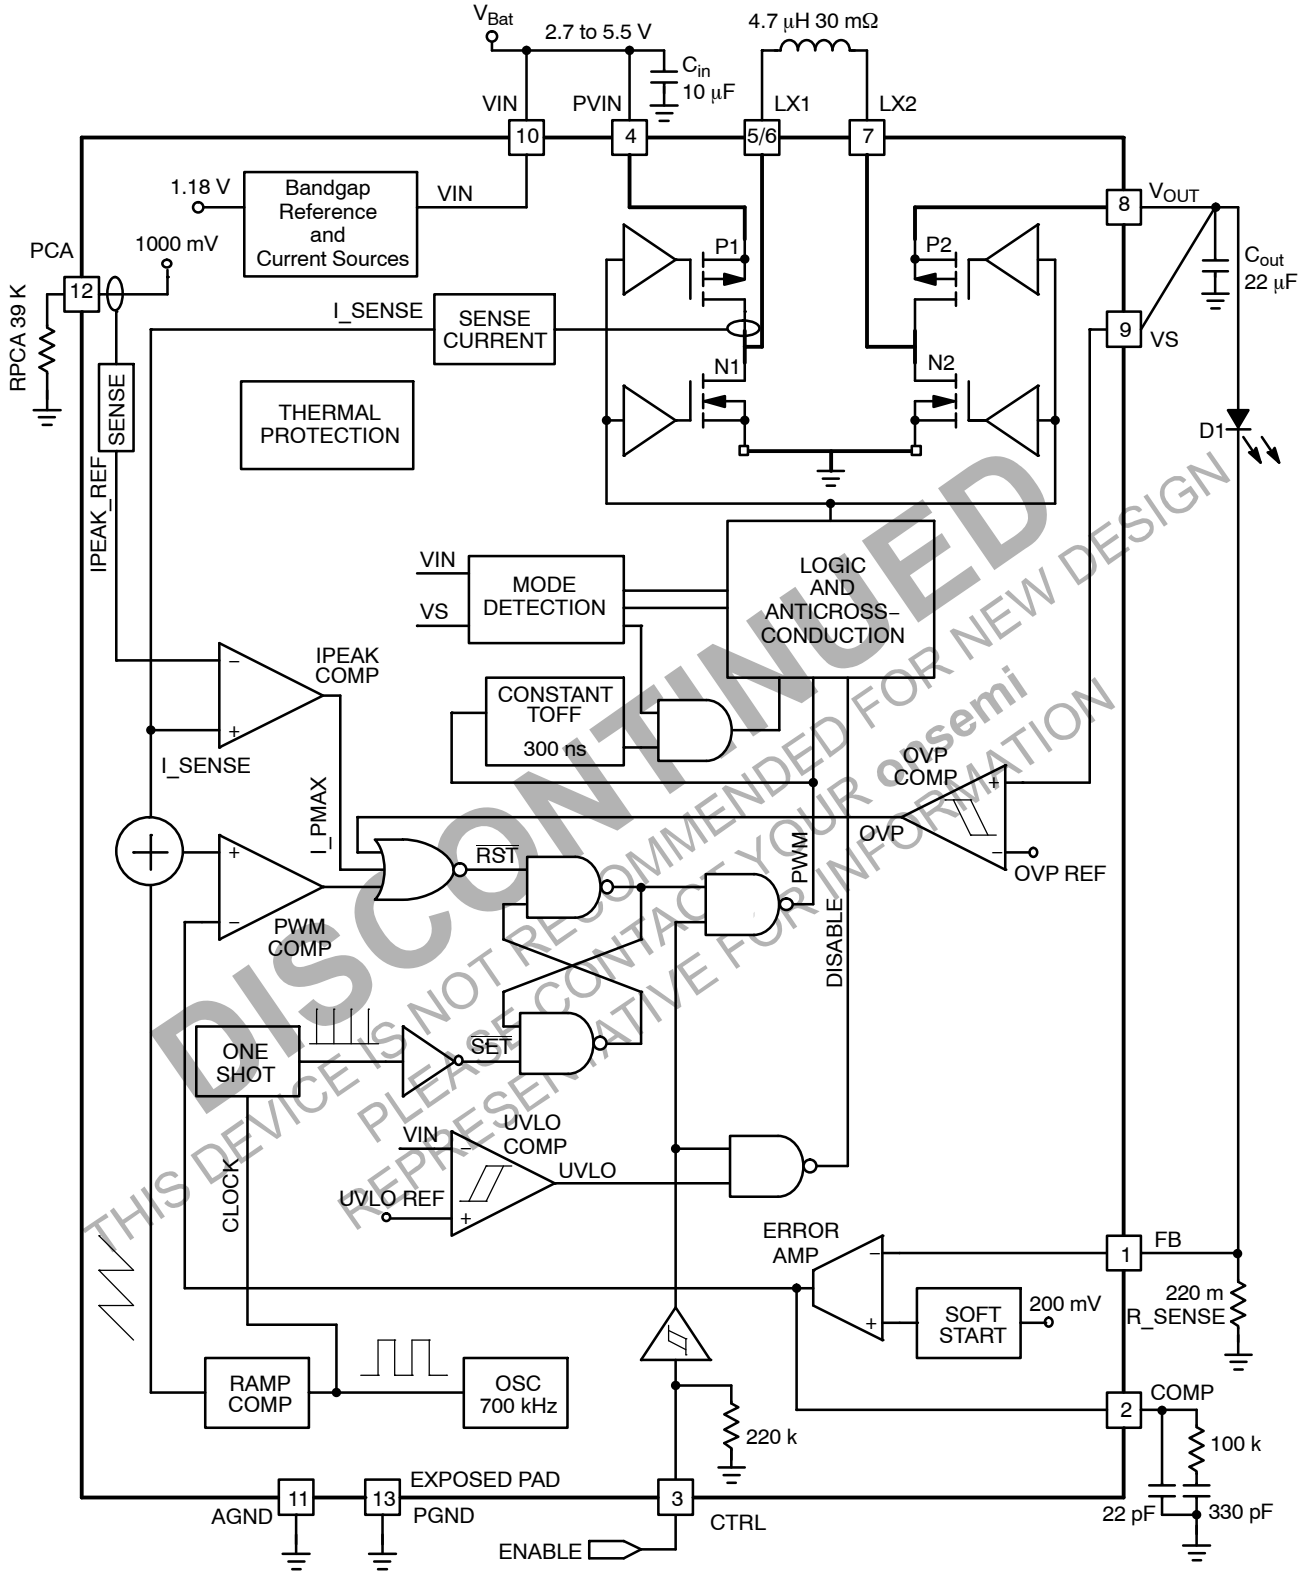 VBat
2.7 to 5.5 V
4.7 μH 30 mΩ
Cin
10 μF
VIN
PVIN
LX1
LX2
10
4
5/6
7
1.18 V
Bandgap
Reference
and
Current Sources
VIN
8
VOUT
PCA
1000 mV
12
RPCA 39 K
P1
P2
Cout
22 μF
I_SENSE
SENSE
CURRENT
9
VS
SENSE
THERMAL
PROTECTION
N1
N2
D1
IPEAK_REF
VIN
VS
MODE
DETECTION
LOGIC
AND
ANTICROSS−
CONDUCTION
−
+
IPEAK
COMP
I_SENSE
CONSTANT
TOFF
300 ns
OVP
COMP
+
−
OVP
OVP REF
I_PMAX
+
−
PWM
COMP
RST
PWM
DISABLE
ONE
SHOT
SET
VIN
−
UVLO
COMP
UVLO
UVLO REF
+
CLOCK
ERROR
AMP
−
+
1
FB
SOFT
START
200 mV
220 m
R_SENSE
RAMP
COMP
OSC
700 kHz
220 k
2
COMP
100 k
22 pF
330 pF
11
AGND
13
EXPOSED PAD
PGND
3
CTRL
ENABLE
DISCONTINUED
THIS DEVICE IS NOT RECOMMENDED FOR NEW DESIGN
PLEASE CONTACT YOUR onsemi
REPRESENTATIVE FOR INFORMATION